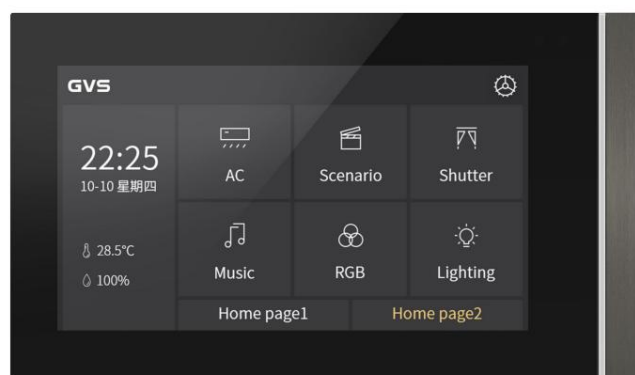 GVS
22:25
10-10 星期四
28.5°C
100%
AC
Scenario
Shutter
Music
RGB
Lighting
Home page1
Home page2